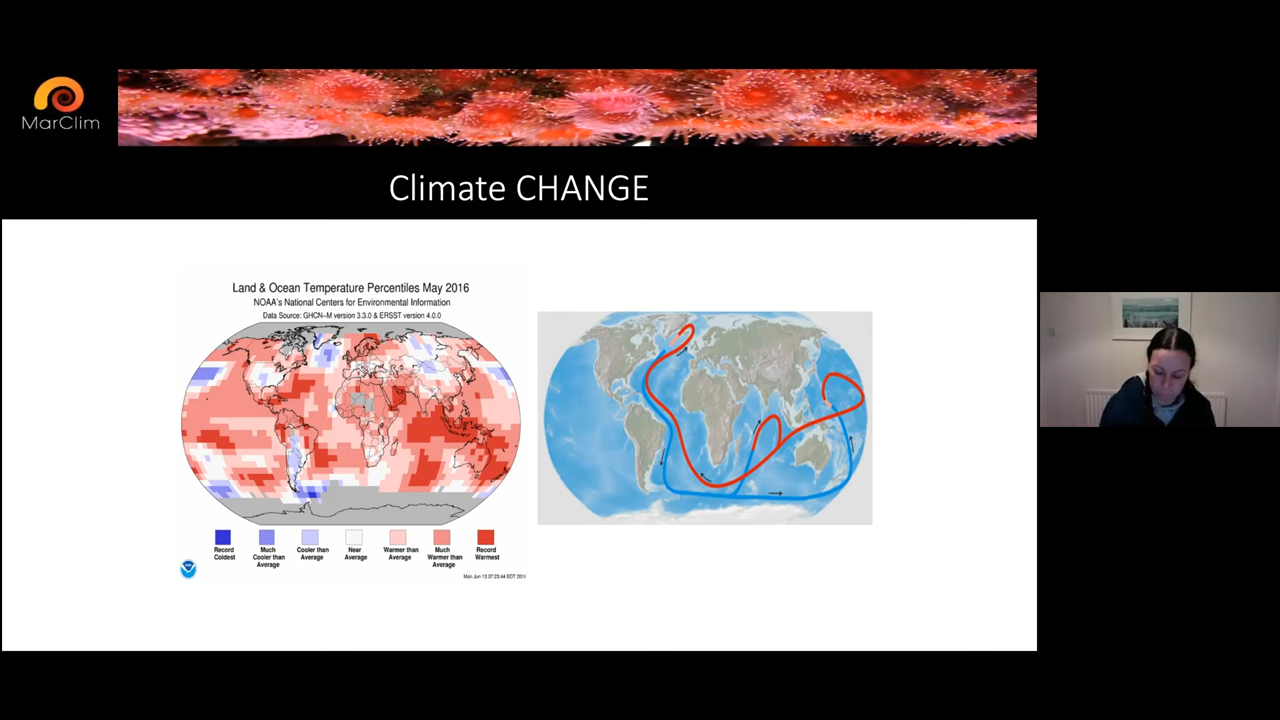 MarClim
Climate CHANGE
Land & Ocean Temperature Percentiles May 2016
NOAA's National Centers for Environmental Information
Data Source: GHCN-M version 3.3.0 & ERSST version 4.0.0
Record
Coldest
Much
Cooler than
Average
Cooler than
Average
Near
Average
Warmer than
Average
Much
Warmer than
Average
Record
Warmest